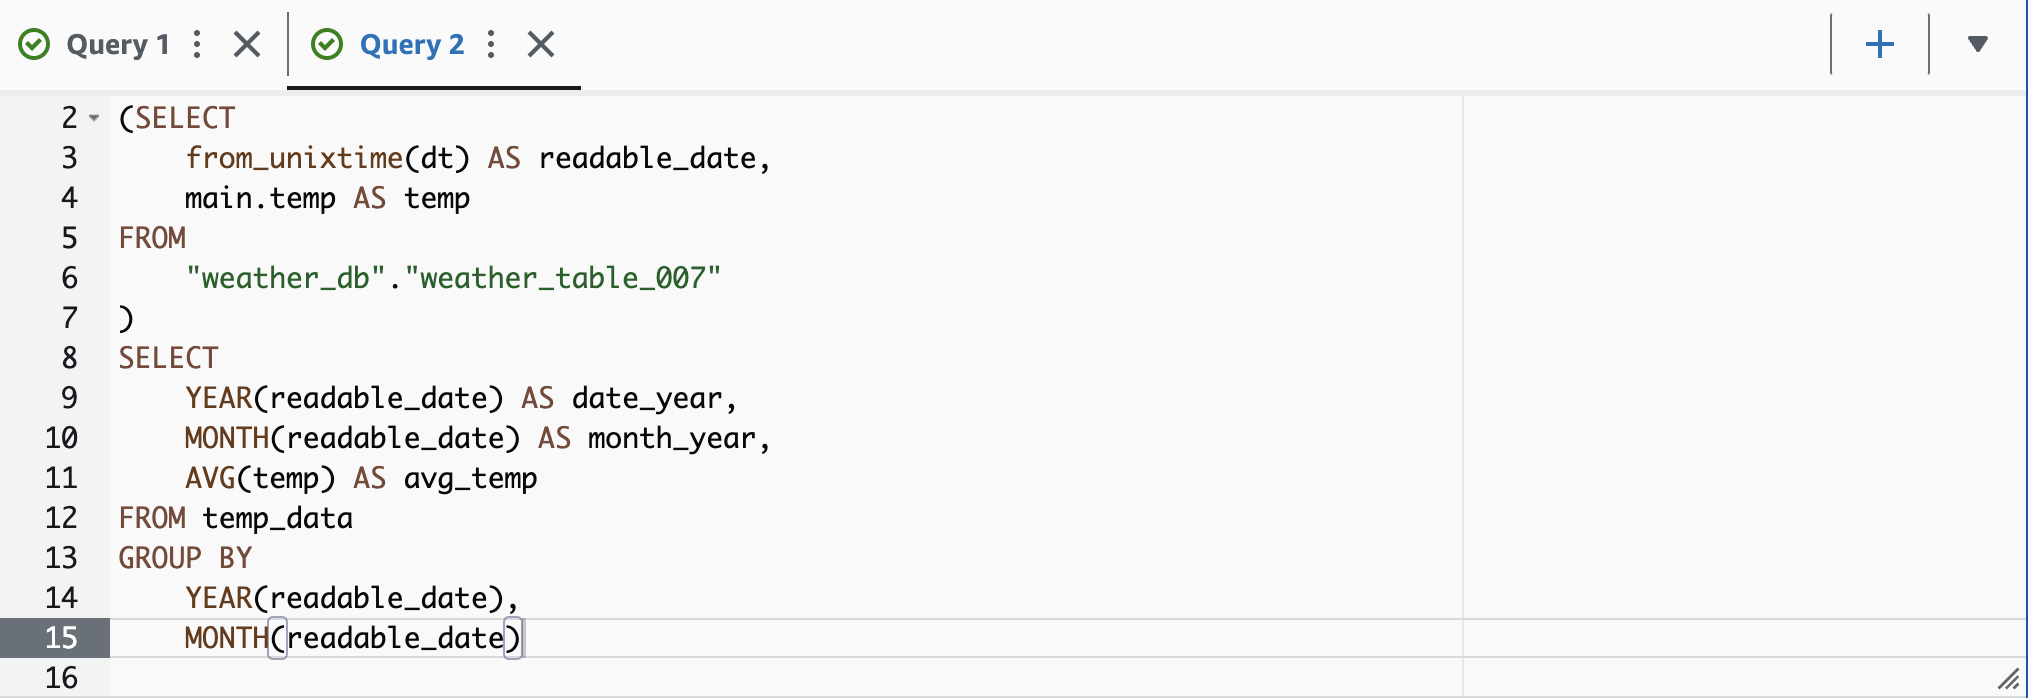 Query 1
Query 2
2 (SELECT
3     from_unixtime(dt) AS readable_date,
4     main.temp AS temp
5 FROM
6     "weather_db"."weather_table_007"
7 )
8 SELECT
9     YEAR(readable_date) AS date_year,
10     MONTH(readable_date) AS month_year,
11     AVG(temp) AS avg_temp
12 FROM temp_data
13 GROUP BY
14     YEAR(readable_date),
15     MONTH(readable_date)
16